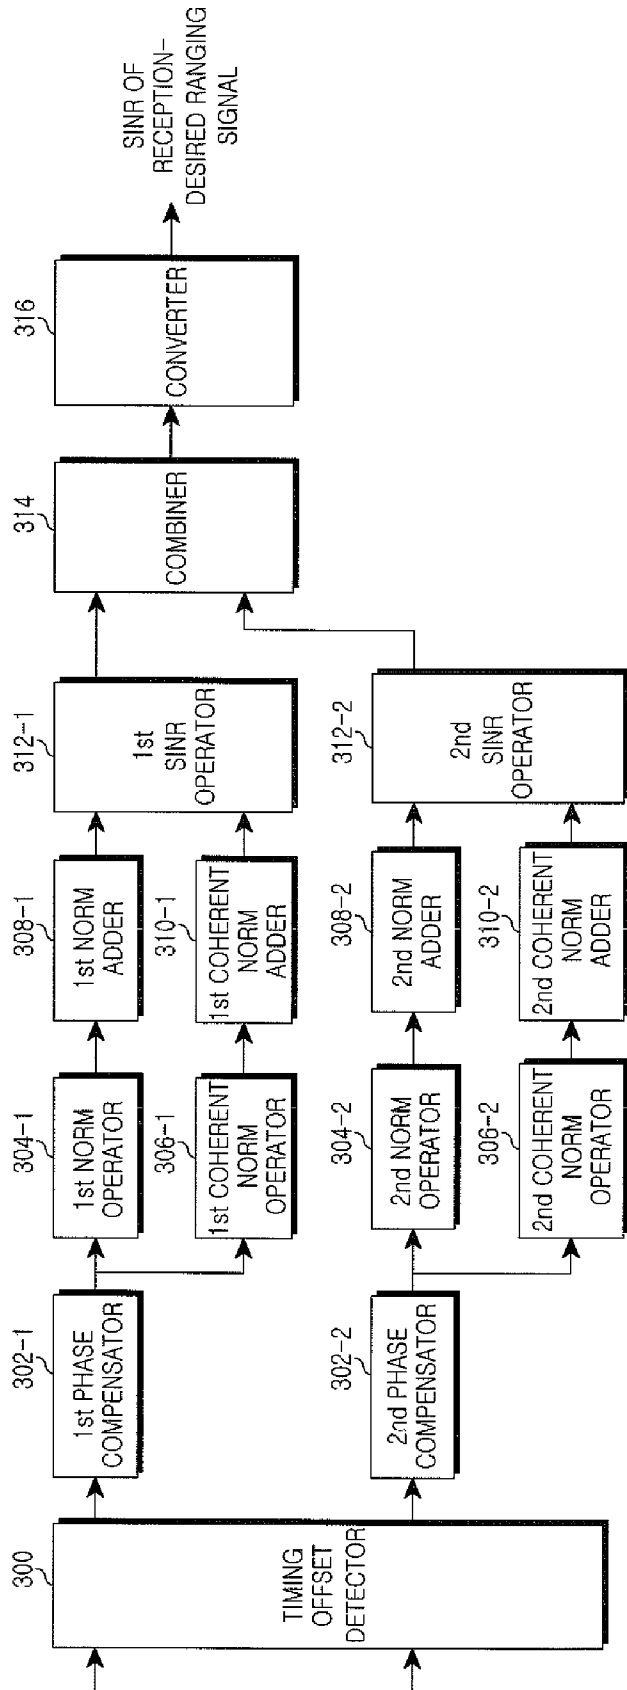 300
TIMING
OFFSET
DETECTOR
302-1
1st PHASE
COMPENSATOR
302-2
2nd PHASE
COMPENSATOR
304-1
1st NORM
OPERATOR
306-1
1st COHERENT
NORM
OPERATOR
304-2
2nd NORM
OPERATOR
306-2
2nd COHERENT
NORM
OPERATOR
308-1
1st NORM
ADDER
310-1
1st COHERENT
NORM
ADDER
308-2
2nd NORM
ADDER
310-2
2nd COHERENT
NORM
ADDER
312-1
1st
SINR
OPERATOR
312-2
2nd
SINR
OPERATOR
314
COMBINER
316
CONVERTER
SINR OF
RECEPTION-
DESIRED RANGING
SIGNAL